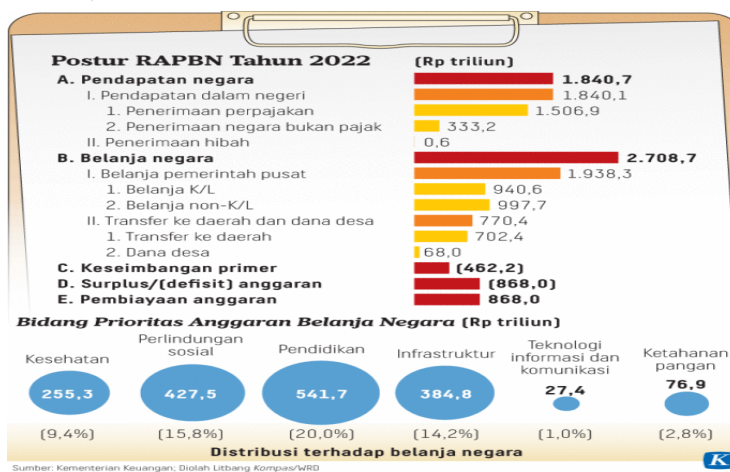 Postur RAPBN Tahun 2022 (Rp triliun)
A. Pendapatan negara 1.840,7
I. Pendapatan dalam negeri 1.840,1
1. Penerimaan perpajakan 1.506,9
2. Penerimaan negara bukan pajak 333,2
II. Penerimaan hibah 0,6
B. Belanja negara 2.708,7
I. Belanja pemerintah pusat 1.938,3
1. Belanja K/L 940,6
2. Belanja non-K/L 997,7
II. Transfer ke daerah dan dana desa 770,4
1. Transfer ke daerah 702,4
2. Dana desa 68,0
C. Keseimbangan primer (462,2)
D. Surplus/(defisit) anggaran (868,0)
E. Pembiayaan anggaran 868,0
Bidang Prioritas Anggaran Belanja Negara (Rp triliun)
Kesehatan
255,3
(9,4%)
Perlindungan
sosial
427,5
(15,8%)
Pendidikan
541,7
(20,0%)
Infrastruktur
384,8
(14,2%)
Teknologi
informasi dan
komunikasi
27,4
(1,0%)
Ketahanan
pangan
76,9
(2,8%)
Distribusi terhadap belanja negara
K
Sumber: Kementerian Keuangan; Diolah Litbang Kompas/WRD